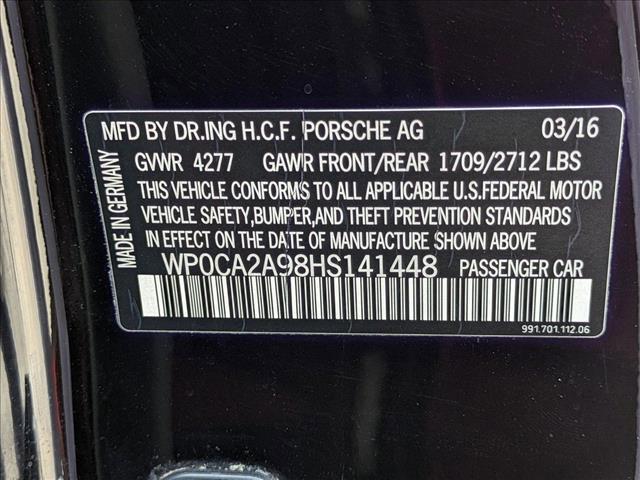 MFD BY DR.ING H.C.F. PORSCHE AG 03/16
GVWR 4277 GAWR FRONT/REAR 1709/2712 LBS
THIS VEHICLE CONFORMS TO ALL APPLICABLE U.S.FEDERAL MOTOR
VEHICLE SAFETY,BUMPER,AND THEFT PREVENTION STANDARDS
IN EFFECT ON THE DATE OF MANUFACTURE SHOWN ABOVE
WP0CA2A98HS141448 PASSENGER CAR
991.701.112.06
MADE IN GERMANY